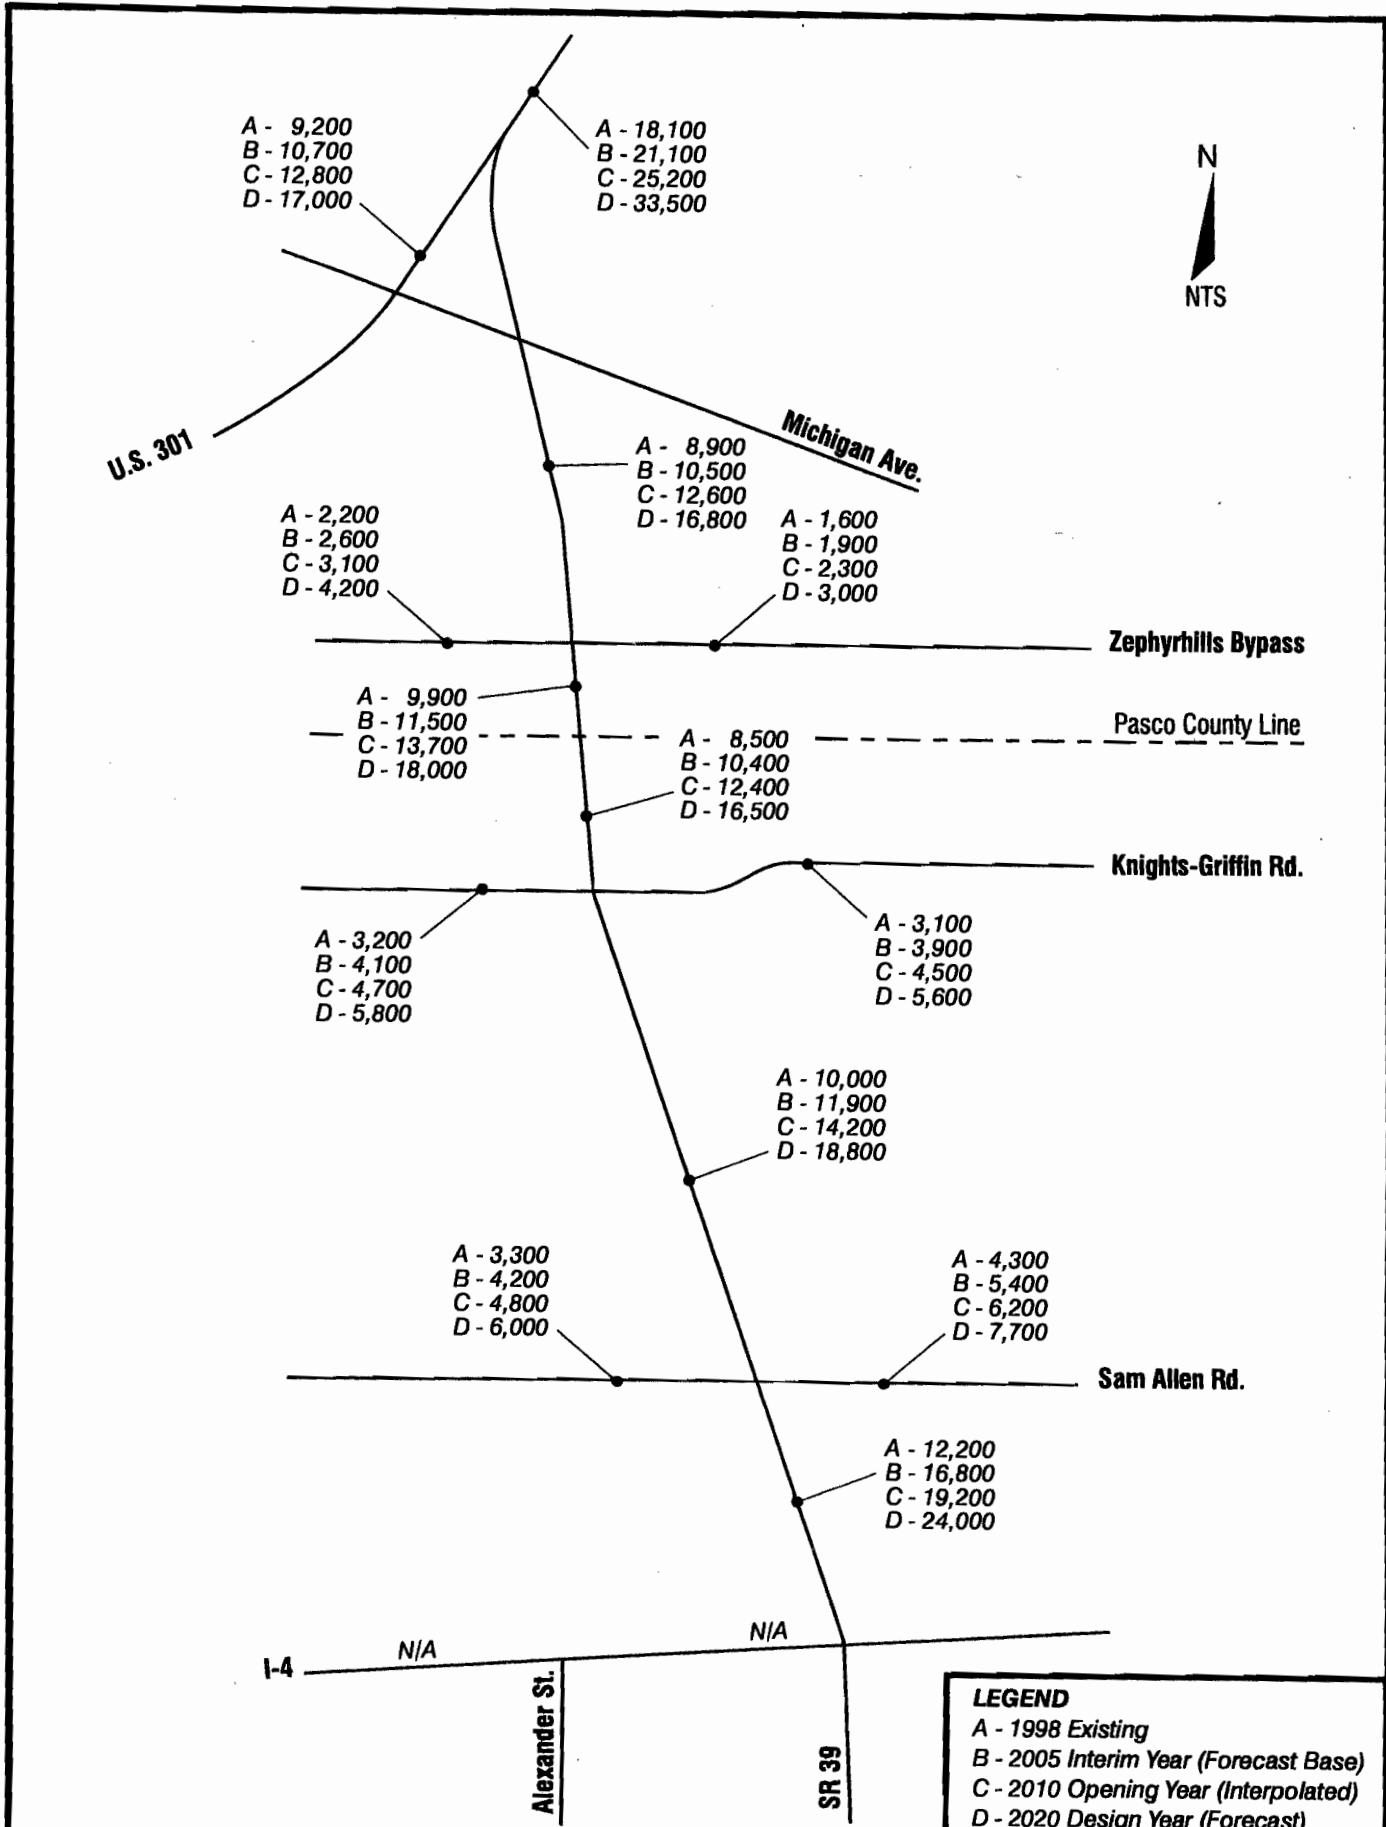 A - 9,200
B - 10,700
C - 12,800
D - 17,000
A - 18,100
B - 21,100
C - 25,200
D - 33,500
N
NTS
U.S. 301
Michigan Ave.
A - 8,900
B - 10,500
C - 12,600
D - 16,800
A - 2,200
B - 2,600
C - 3,100
D - 4,200
A - 1,600
B - 1,900
C - 2,300
D - 3,000
Zephyrhills Bypass
A - 9,900
B - 11,500
C - 13,700
D - 18,000
Pasco County Line
A - 8,500
B - 10,400
C - 12,400
D - 16,500
Knights-Griffin Rd.
A - 3,200
B - 4,100
C - 4,700
D - 5,800
A - 3,100
B - 3,900
C - 4,500
D - 5,600
A - 10,000
B - 11,900
C - 14,200
D - 18,800
A - 3,300
B - 4,200
C - 4,800
D - 6,000
A - 4,300
B - 5,400
C - 6,200
D - 7,700
Sam Allen Rd.
A - 12,200
B - 16,800
C - 19,200
D - 24,000
I-4
N/A
N/A
Alexander St.
SR 39
LEGEND
A - 1998 Existing
B - 2005 Interim Year (Forecast Base)
C - 2010 Opening Year (Interpolated)
D - 2020 Design Year (Forecast)